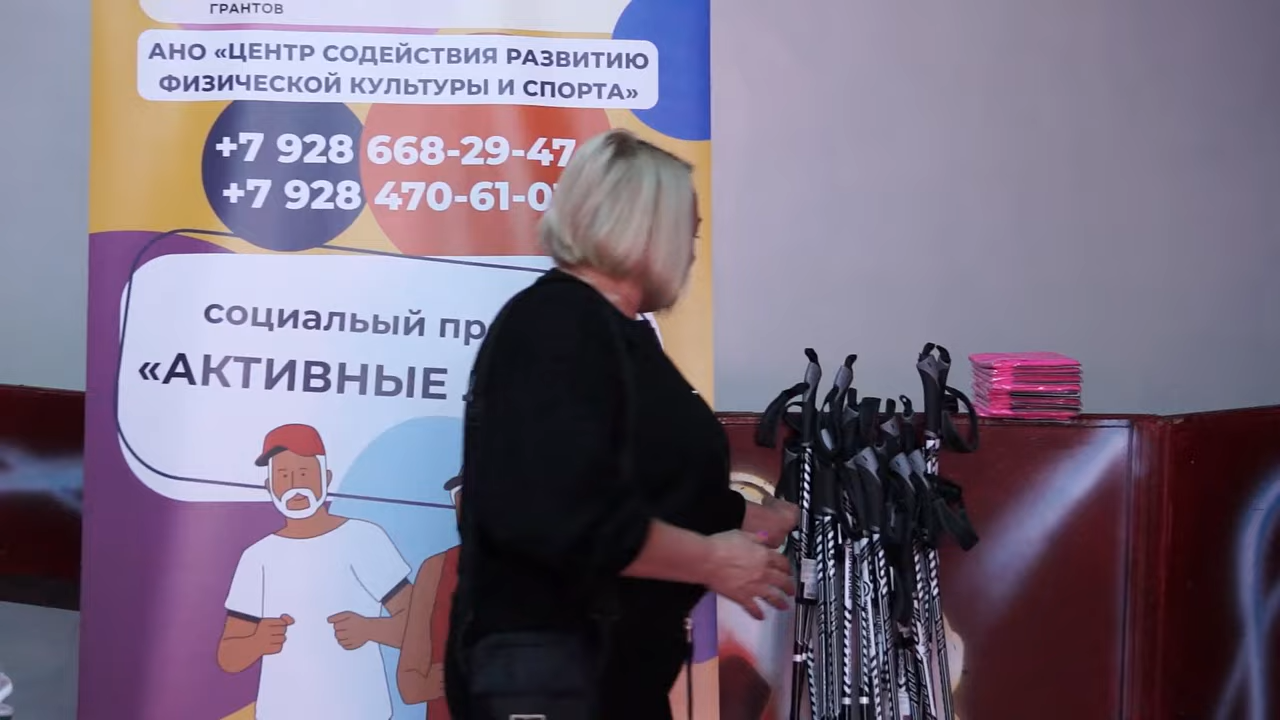 ГРАНТОВ
АНО «ЦЕНТР СОДЕЙСТВИЯ РАЗВИТИЮ
ФИЗИЧЕСКОЙ КУЛЬТУРЫ И СПОРТА»
+7 928 668-29-47
+7 928 470-61-0
социальый пр
«АКТИВНЫЕ